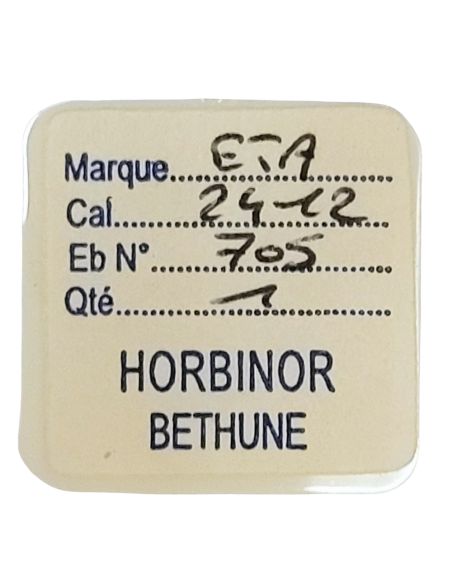 Marque....ETA....
Cal....2412....
Eb N°....705....
Qté....1....
HORBINOR
BETHUNE